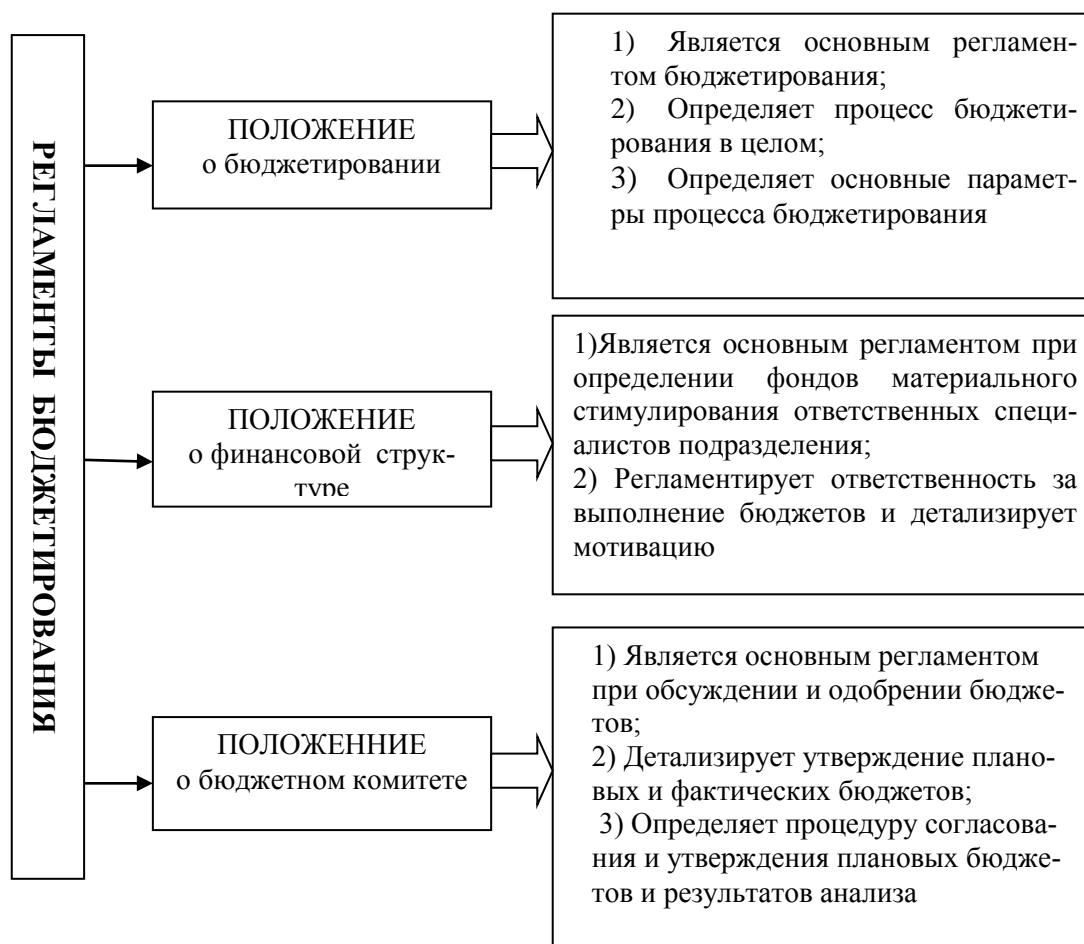 РЕГЛАМЕНТЫ БЮДЖЕТИРОВАНИЯ
ПОЛОЖЕНИЕ
о бюджетировании
1) Является основным регламен-
том бюджетирования;
2) Определяет процесс бюджети-
рования в целом;
3) Определяет основные парамет-
ры процесса бюджетирования
ПОЛОЖЕНИЕ
о финансовой струк-
туре
1)Является основным регламентом при
определении фондов материального
стимулирования ответственных специ-
алистов подразделения;
2) Регламентирует ответственность за
выполнение бюджетов и детализирует
мотивацию
ПОЛОЖЕННИЕ
о бюджетном комитете
1) Является основным регламентом
при обсуждении и одобрении бюдже-
тов;
2) Детализирует утверждение плано-
вых и фактических бюджетов;
3) Определяет процедуру согласова-
ния и утверждения плановых бюдже-
тов и результатов анализа